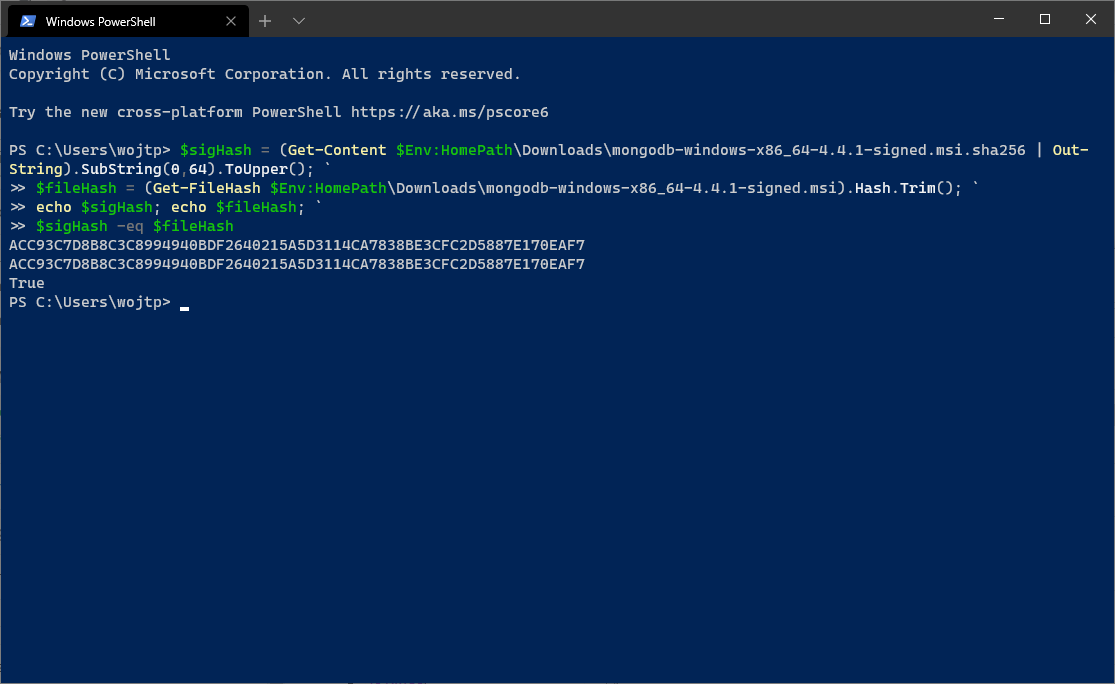 Windows PowerShell
Windows PowerShell
Copyright (C) Microsoft Corporation. All rights reserved.
Try the new cross-platform PowerShell https://aka.ms/pscore6
PS C:\Users\wojtp> $sigHash = (Get-Content $Env:HomePath\Downloads\mongodb-windows-x86_64-4.4.1-signed.msi.sha256 | Out-
String).SubString(0,64).ToUpper(); `
>> $fileHash = (Get-FileHash $Env:HomePath\Downloads\mongodb-windows-x86_64-4.4.1-signed.msi).Hash.Trim(); `
>> echo $sigHash; echo $fileHash; `
>> $sigHash -eq $fileHash
ACC93C7D8B8C3C8994940BDF2640215A5D3114CA7838BE3CFC2D5887E170EAF7
ACC93C7D8B8C3C8994940BDF2640215A5D3114CA7838BE3CFC2D5887E170EAF7
True
PS C:\Users\wojtp>